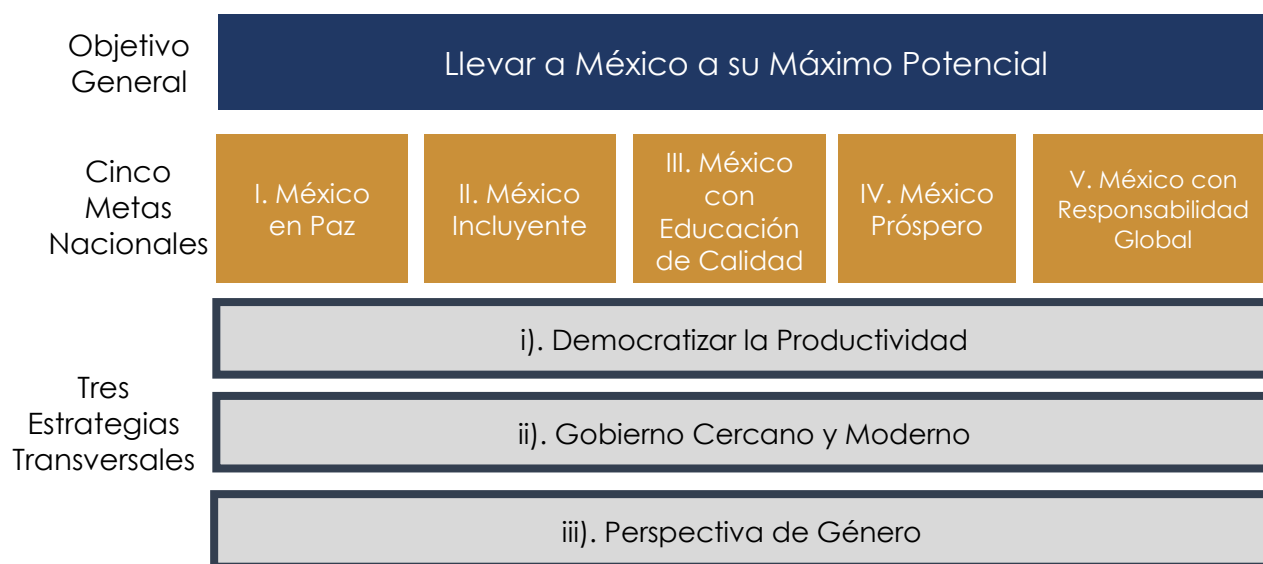 Objetivo
General
Llevar a México a su Máximo Potencial
Cinco
Metas
Nacionales
I. México
en Paz
II. México
Incluyente
III. México
con
Educación
de Calidad
IV. México
Próspero
V. México con
Responsabilidad
Global
Tres
Estrategias
Transversales
i). Democratizar la Productividad
ii). Gobierno Cercano y Moderno
iii). Perspectiva de Género